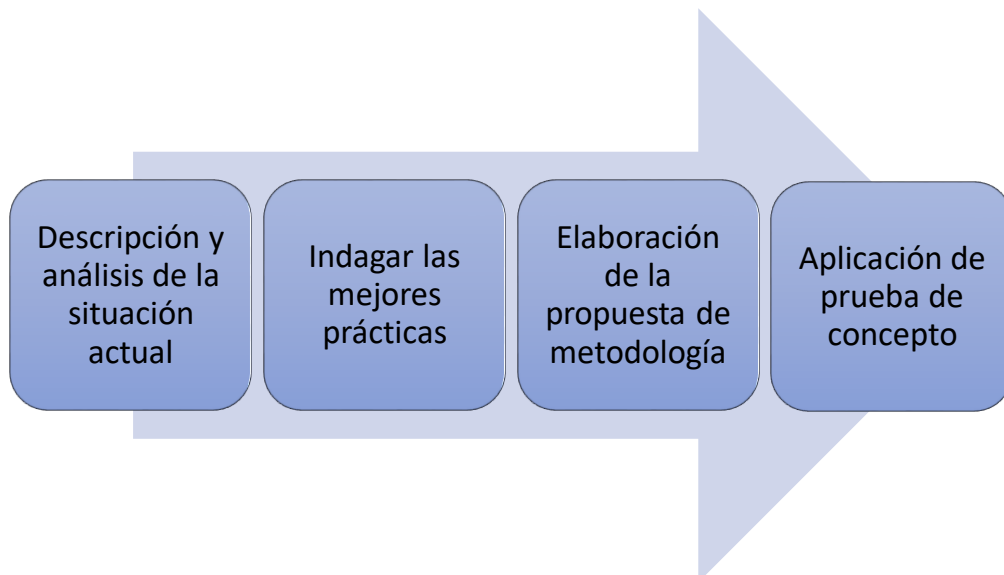 Descripción y
análisis de la
situación
actual
Indagar las
mejores
prácticas
Elaboración
de la
propuesta de
metodología
Aplicación de
prueba de
concepto